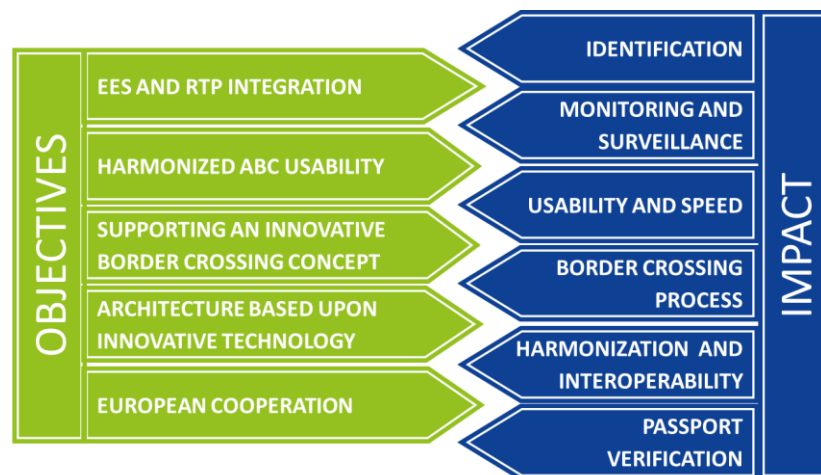 OBJECTIVES
EES AND RTP INTEGRATION
HARMONIZED ABC USABILITY
SUPPORTING AN INNOVATIVE
BORDER CROSSING CONCEPT
ARCHITECTURE BASED UPON
INNOVATIVE TECHNOLOGY
EUROPEAN COOPERATION
IDENTIFICATION
MONITORING AND
SURVEILLANCE
USABILITY AND SPEED
BORDER CROSSING
PROCESS
HARMONIZATION AND
INTEROPERABILITY
PASSPORT
VERIFICATION
IMPACT